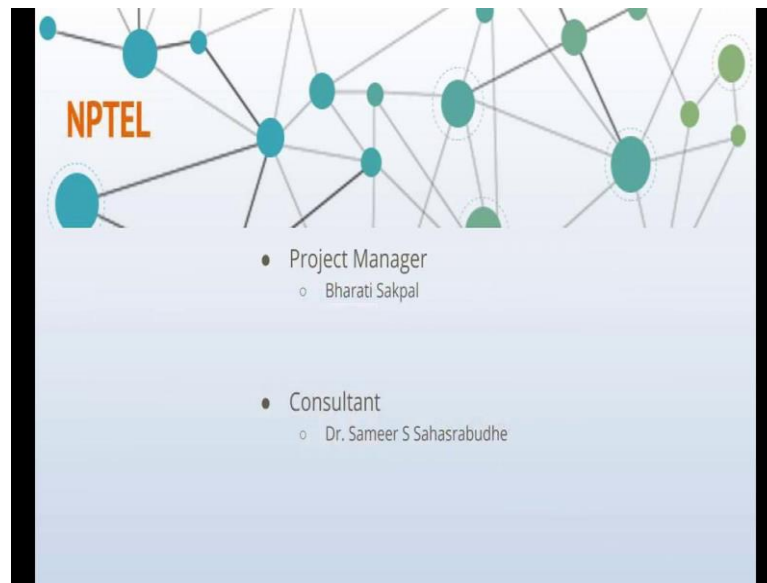 NPTEL
● Project Manager
○ Bharati Sakpal
● Consultant
○ Dr. Sameer S Sahasrabudhe